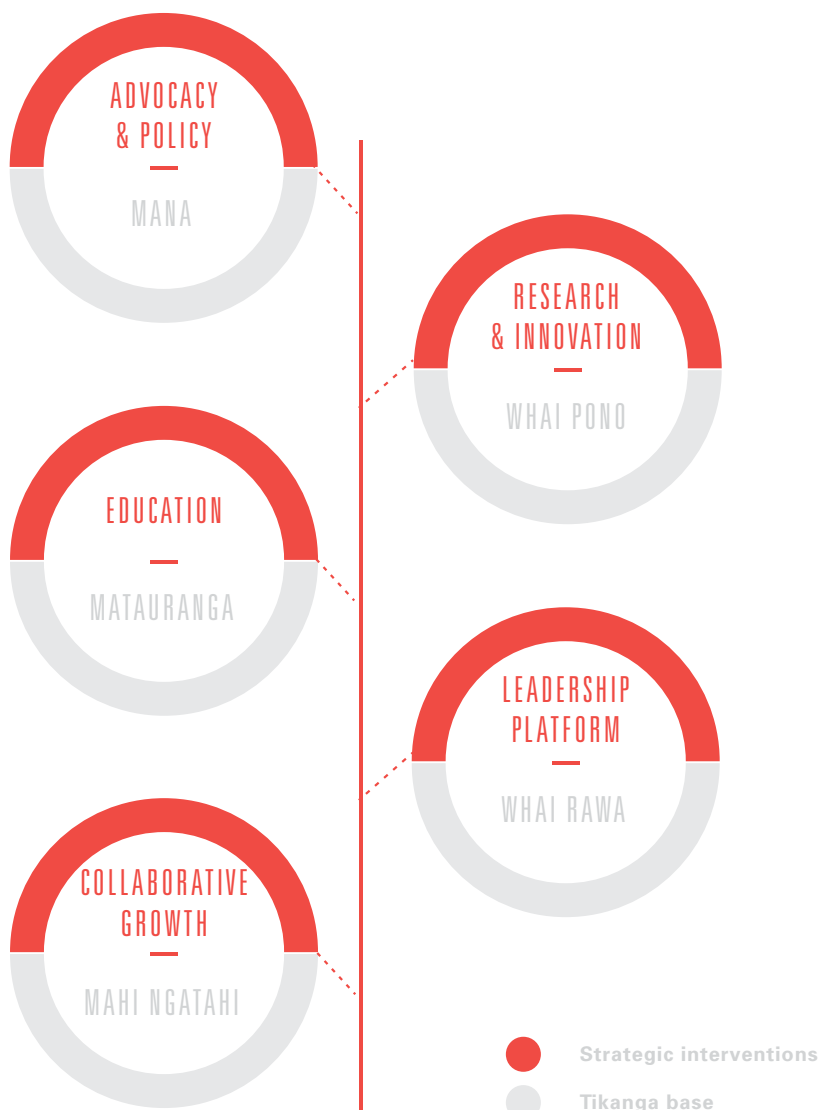 ADVOCACY
& POLICY
MANA
RESEARCH
& INNOVATION
WHAI PONO
EDUCATION
MATAURANGA
LEADERSHIP
PLATFORM
WHAI RAWA
COLLABORATIVE
GROWTH
MAHI NGATAHI
Strategic interventions
Tikanga base